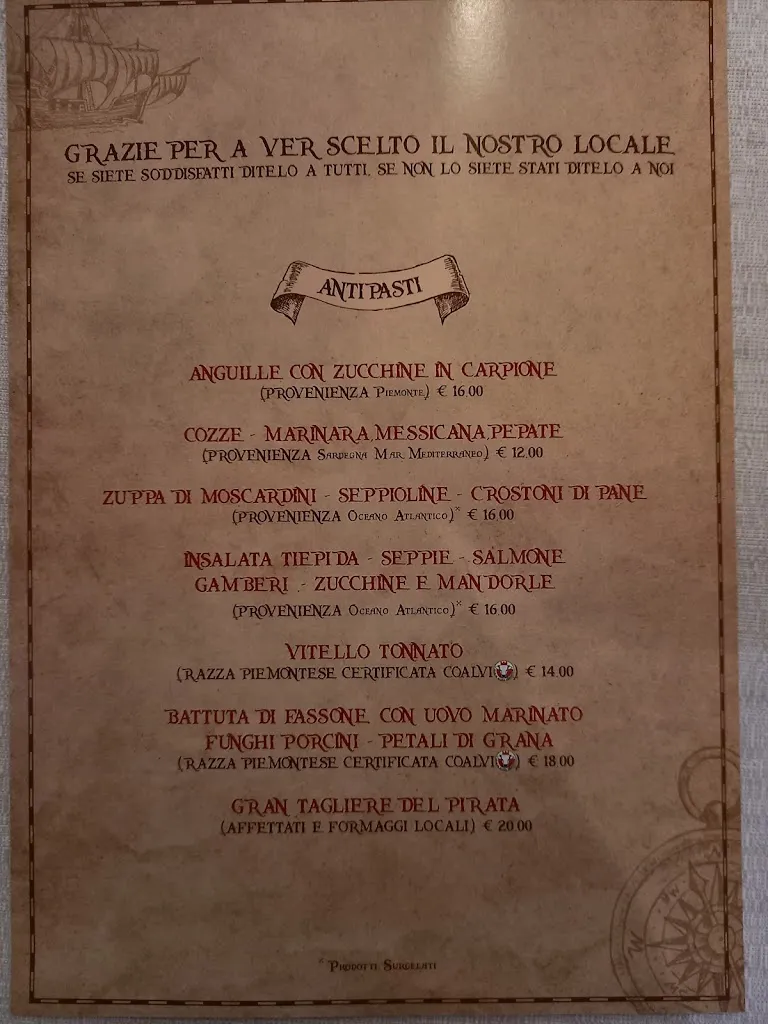 GRAZIE PER A VER SCELTO IL NOSTRO LOCALE
SE SIETE SODDISFATTI DITELO A TUTTI, SE NON LO SIETE STATI DITELO A NOI
ANTIPASTI
ANGUILLE CON ZUCCHINE IN CARPIONE
(PROVENIENZA PIEMONTE) € 16.00
COZZE - MARINARA,MESSICANA,PEPATE
(PROVENIENZA SARDEGNA MAR MEDITERRANEO) € 12.00
ZUPPA DI MOSCARDINI - SEPPIOLINE - CROSTONI DI PANE
(PROVENIENZA OCEANO ATLANTICO)* € 16.00
INSALATA TIEPIDA - SEPPIE - SALMONE
GAMBERI - ZUCCHINE E MANDORLE
(PROVENIENZA OCEANO ATLANTICO)* € 16.00
VITELLO TONNATO
(RAZZA PIEMONTESE CERTIFICATA COALVI) € 14.00
BATTUTA DI FASSONE CON UOVO MARINATO
FUNGHI PORCINI - PETALI DI GRANA
(RAZZA PIEMONTESE CERTIFICATA COALVI) € 18.00
GRAN TAGLIERE DEL PIRATA
(AFFETTATI E FORMAGGI LOCALI) € 20.00
* PRODOTTI SURGELATI